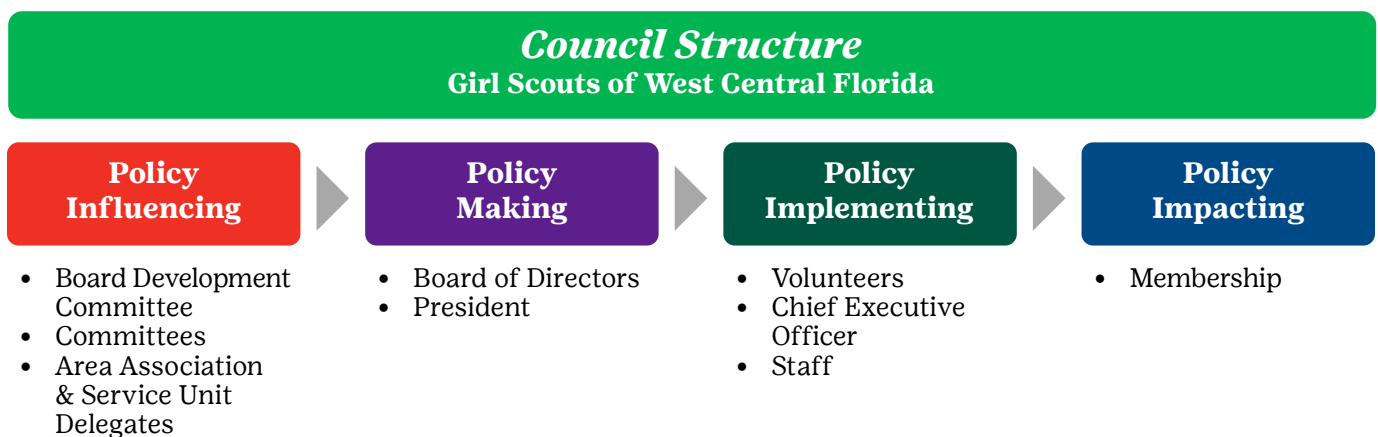 Council Structure
Girl Scouts of West Central Florida
Policy
Influencing
• Board Development
Committee
• Committees
• Area Association
& Service Unit
Delegates
Policy
Making
• Board of Directors
• President
Policy
Implementing
• Volunteers
• Chief Executive
Officer
• Staff
Policy
Impacting
• Membership